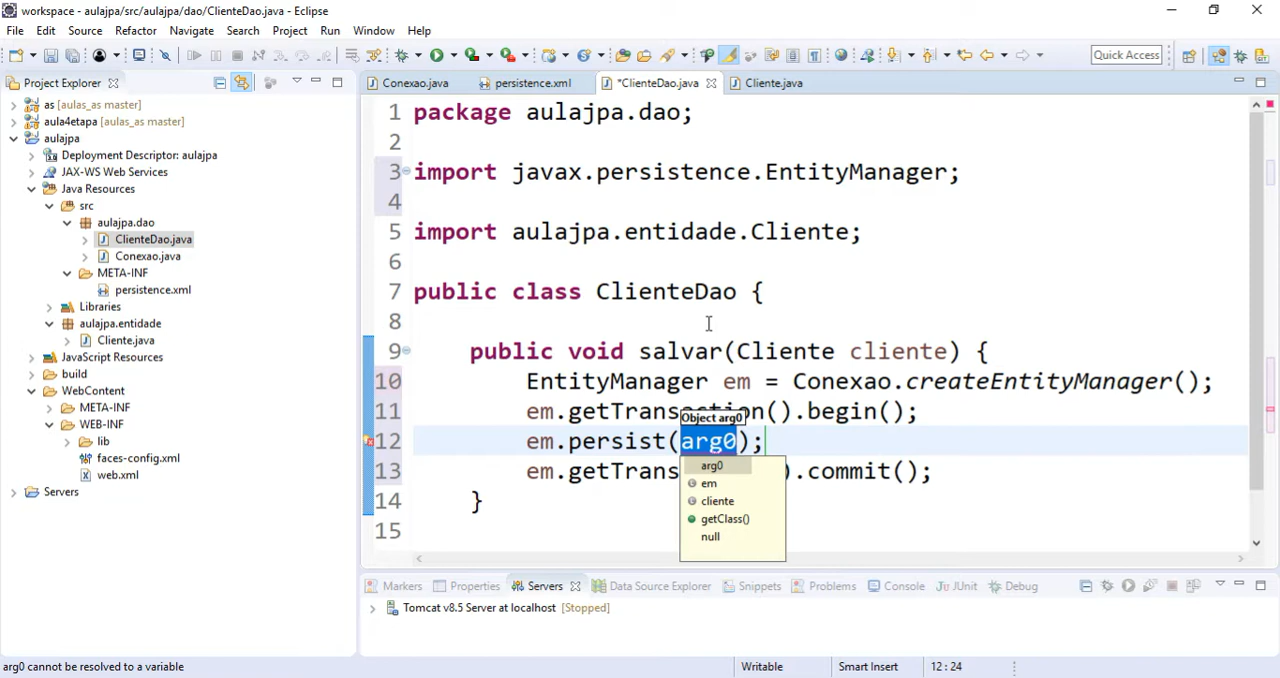 workspace - aulajpa/src/aulajpa/dao/ClienteDao.java - Eclipse
File Edit Source Refactor Navigate Search Project Run Window Help
Quick Access
Project Explorer
as [aulas_as master]
aula4etapa [aulas_as master]
aulajpa
Deployment Descriptor: aulajpa
JAX-WS Web Services
Java Resources
src
aulajpa.dao
ClienteDao.java
Conexao.java
META-INF
persistence.xml
Libraries
aulajpa.entidade
Cliente.java
JavaScript Resources
build
WebContent
META-INF
WEB-INF
lib
faces-config.xml
web.xml
Servers
Conexao.java persistence.xml *ClienteDao.java Cliente.java
1 package aulajpa.dao;
2
3 import javax.persistence.EntityManager;
4
5 import aulajpa.entidade.Cliente;
6
7 public class ClienteDao {
8
9 public void salvar(Cliente cliente) {
10 EntityManager em = Conexao.createEntityManager();
11 em.getTransaction().begin();
Object arg0
12 em.persist(arg0);
13 em.getTransa ).commit();
14 }
15
arg0
em
cliente
getClass()
null
Markers Properties Servers Data Source Explorer Snippets Problems Console JUnit Debug
Tomcat v8.5 Server at localhost [Stopped]
arg0 cannot be resolved to a variable Writable Smart Insert 12 : 24